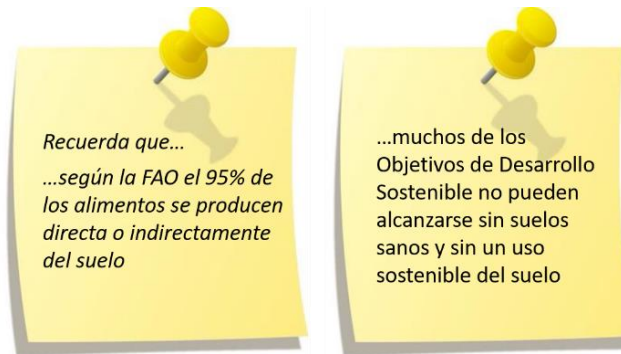 Recuerda que...
...según la FAO el 95% de
los alimentos se producen
directa o indirectamente
del suelo
...muchos de los
Objetivos de Desarrollo
Sostenible no pueden
alcanzarse sin suelos
sanos y sin un uso
sostenible del suelo